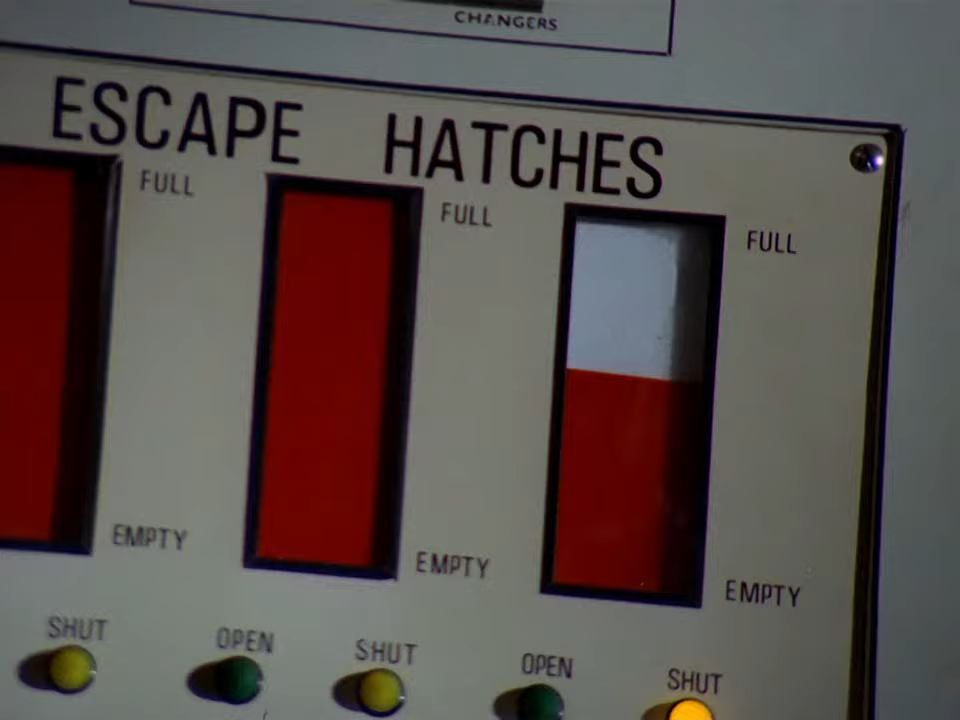 CHANGERS
ESCAPE HATCHES
FULL
FULL
FULL
EMPTY
EMPTY
EMPTY
SHUT
OPEN
SHUT
OPEN
SHUT